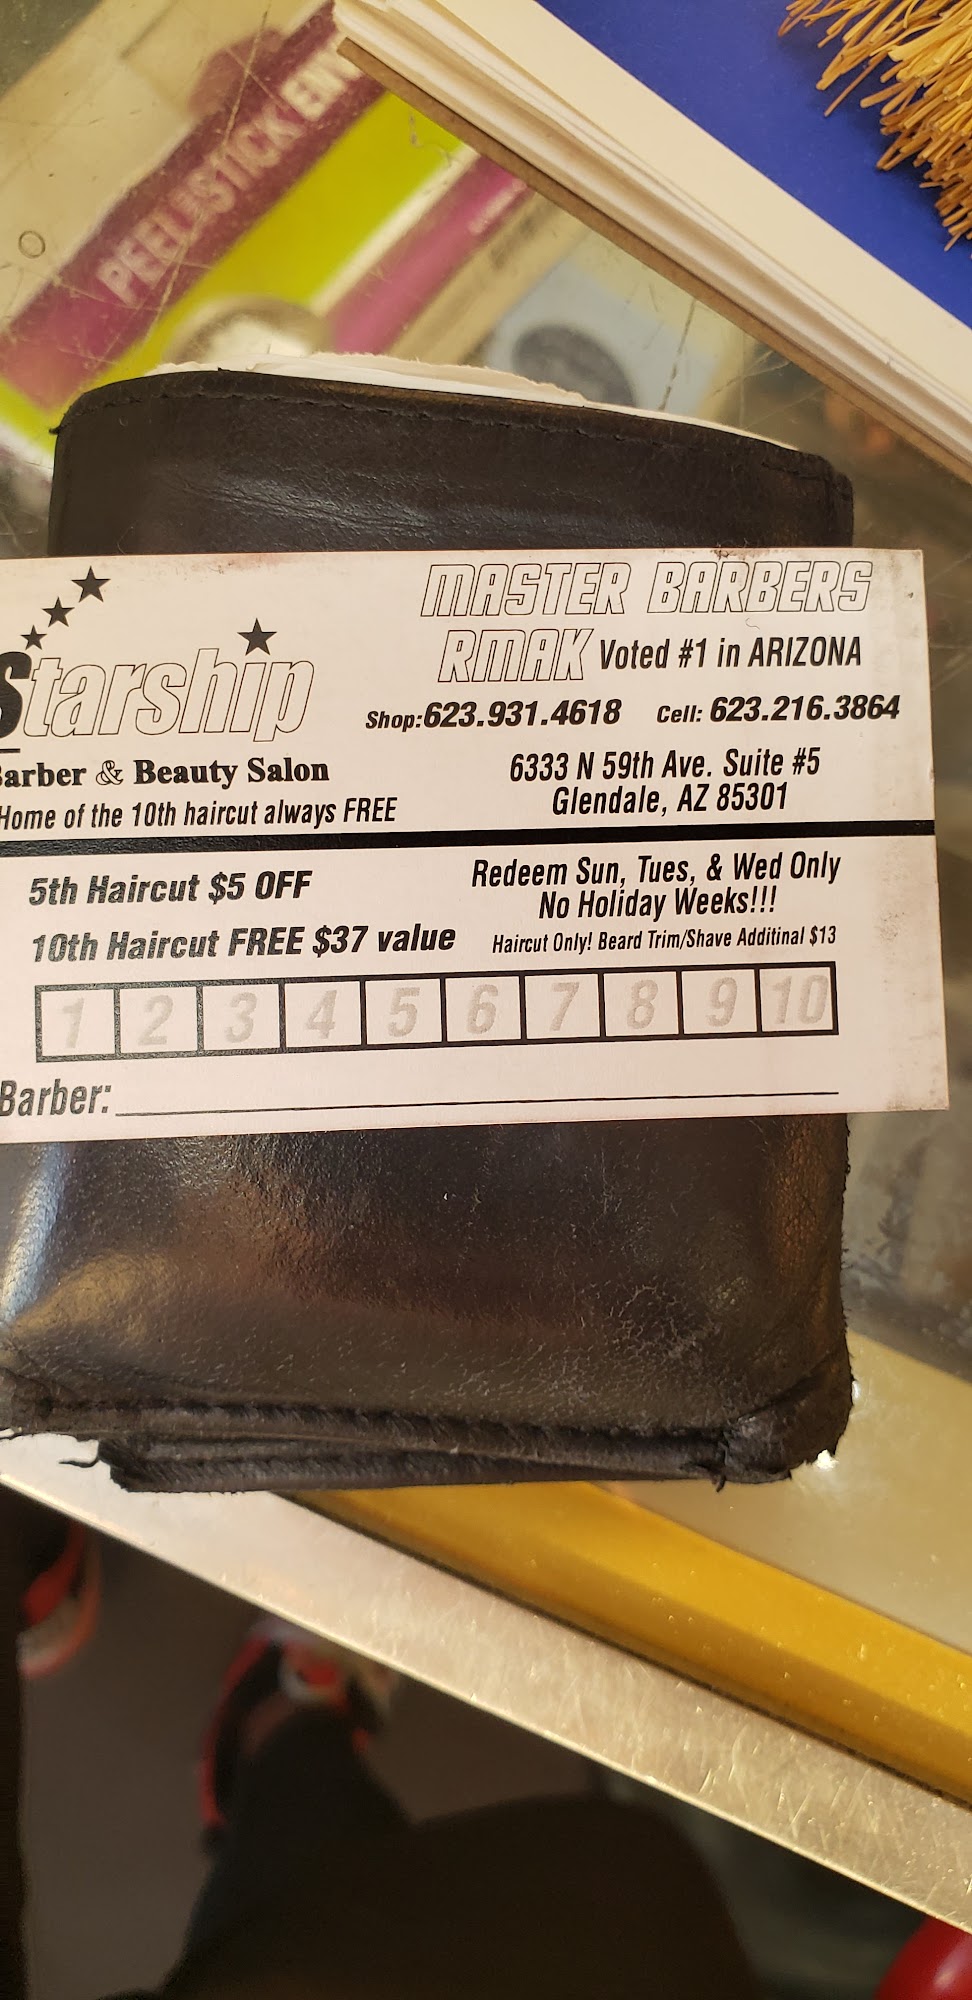 PEEL 'N STICK
Starship
Barber & Beauty Salon
Home of the 10th haircut always FREE
MASTER BARBERS
RMAK Voted #1 in ARIZONA
Shop:623.931.4618 Cell: 623.216.3864
6333 N 59th Ave. Suite #5
Glendale, AZ 85301
5th Haircut $5 OFF
10th Haircut FREE $37 value
Redeem Sun, Tues, & Wed Only
No Holiday Weeks!!!
Haircut Only! Beard Trim/Shave Additinal $13
1 2 3 4 5 6 7 8 9 10
Barber: